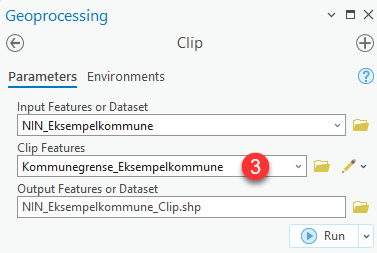 Geoprocessing
Clip
Parameters Environments
Input Features or Dataset
NIN_Eksempelkommune
Clip Features
Kommunegrense_Eksempelkommune 3
Output Features or Dataset
NIN_Eksempelkommune_Clip.shp
Run